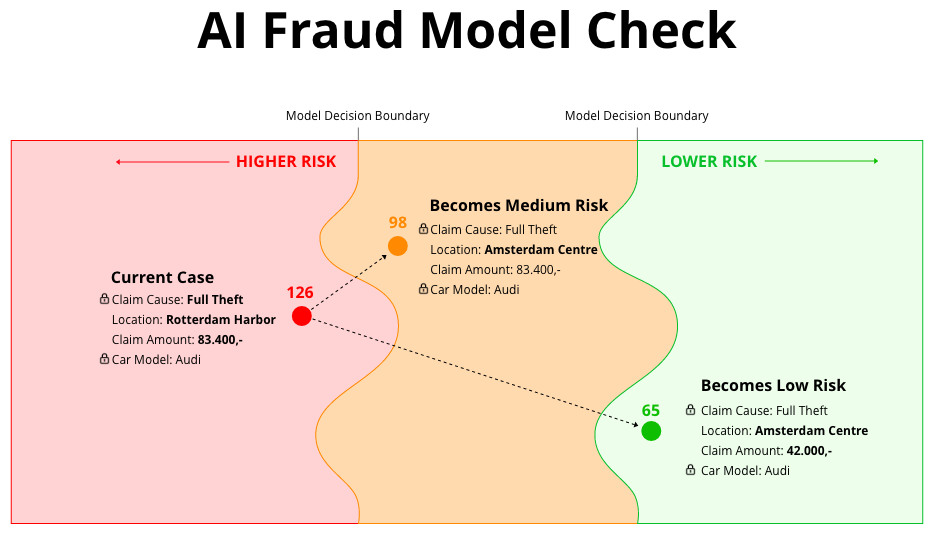 AI Fraud Model Check
Model Decision Boundary
Model Decision Boundary
HIGHER RISK
LOWER RISK
Becomes Medium Risk
98
Claim Cause: Full Theft
Location: Amsterdam Centre
Claim Amount: 83.400,-
Car Model: Audi
Current Case
126
Claim Cause: Full Theft
Location: Rotterdam Harbor
Claim Amount: 83.400,-
Car Model: Audi
Becomes Low Risk
65
Claim Cause: Full Theft
Location: Amsterdam Centre
Claim Amount: 42.000,-
Car Model: Audi